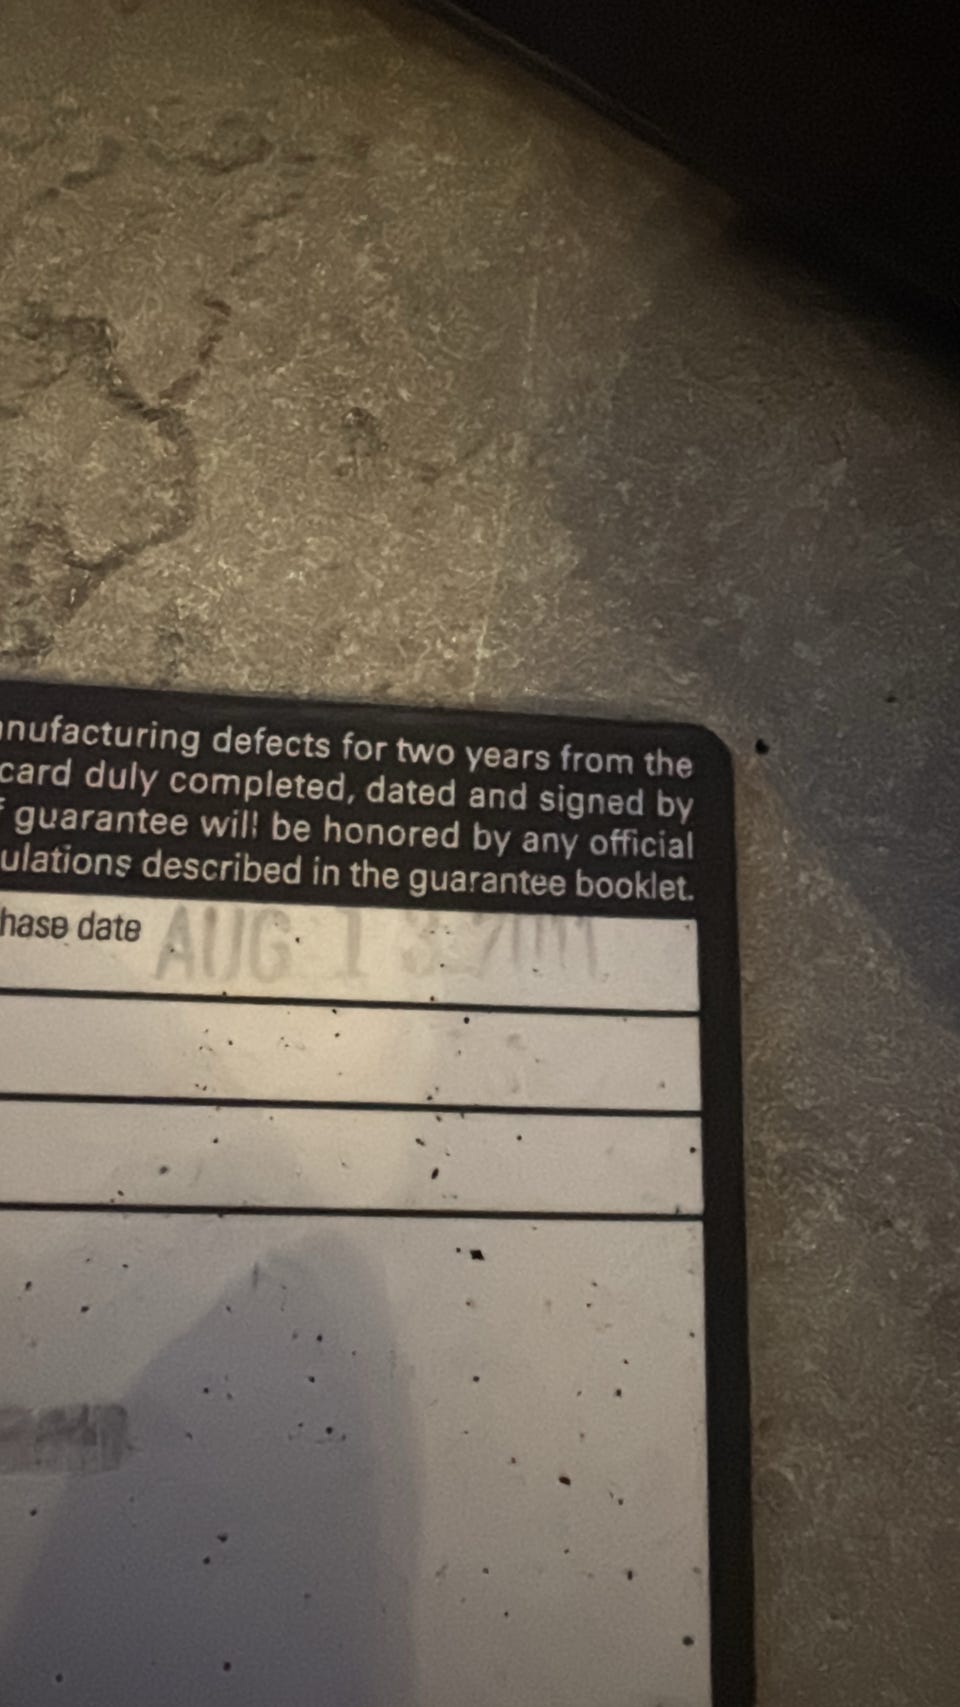 nufacturing defects for two years from the
card duly completed, dated and signed by
f guarantee will be honored by any official
ulations described in the guarantee booklet.
hase date AUG 13